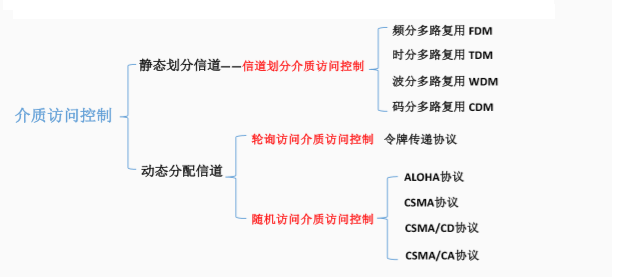 静态划分信道——信道划分介质访问控制
频分多路复用 FDM
时分多路复用 TDM
波分多路复用 WDM
码分多路复用 CDM
介质访问控制
动态分配信道
轮询访问介质访问控制 令牌传递协议
随机访问介质访问控制
ALOHA协议
CSMA协议
CSMA/CD协议
CSMA/CA协议